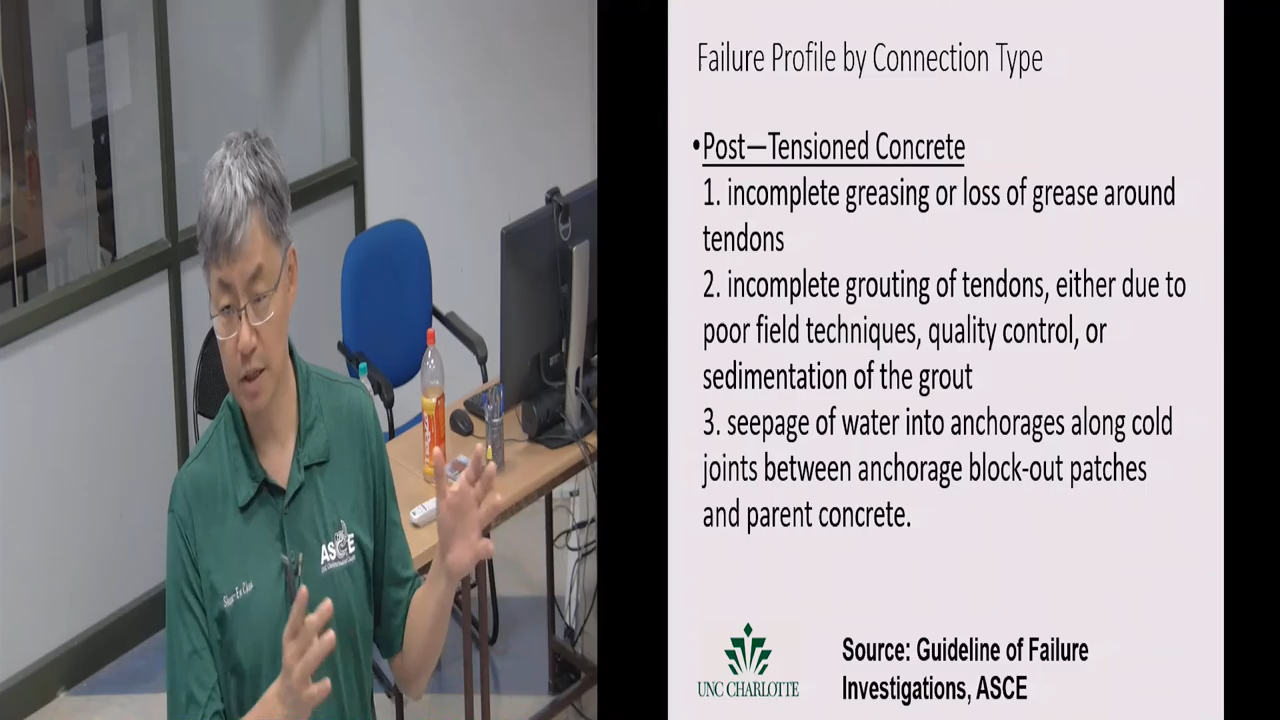 Failure Profile by Connection Type
•Post—Tensioned Concrete
1. incomplete greasing or loss of grease around
tendons
2. incomplete grouting of tendons, either due to
poor field techniques, quality control, or
sedimentation of the grout
3. seepage of water into anchorages along cold
joints between anchorage block-out patches
and parent concrete.
UNC CHARLOTTE
Source: Guideline of Failure
Investigations, ASCE
ASCE